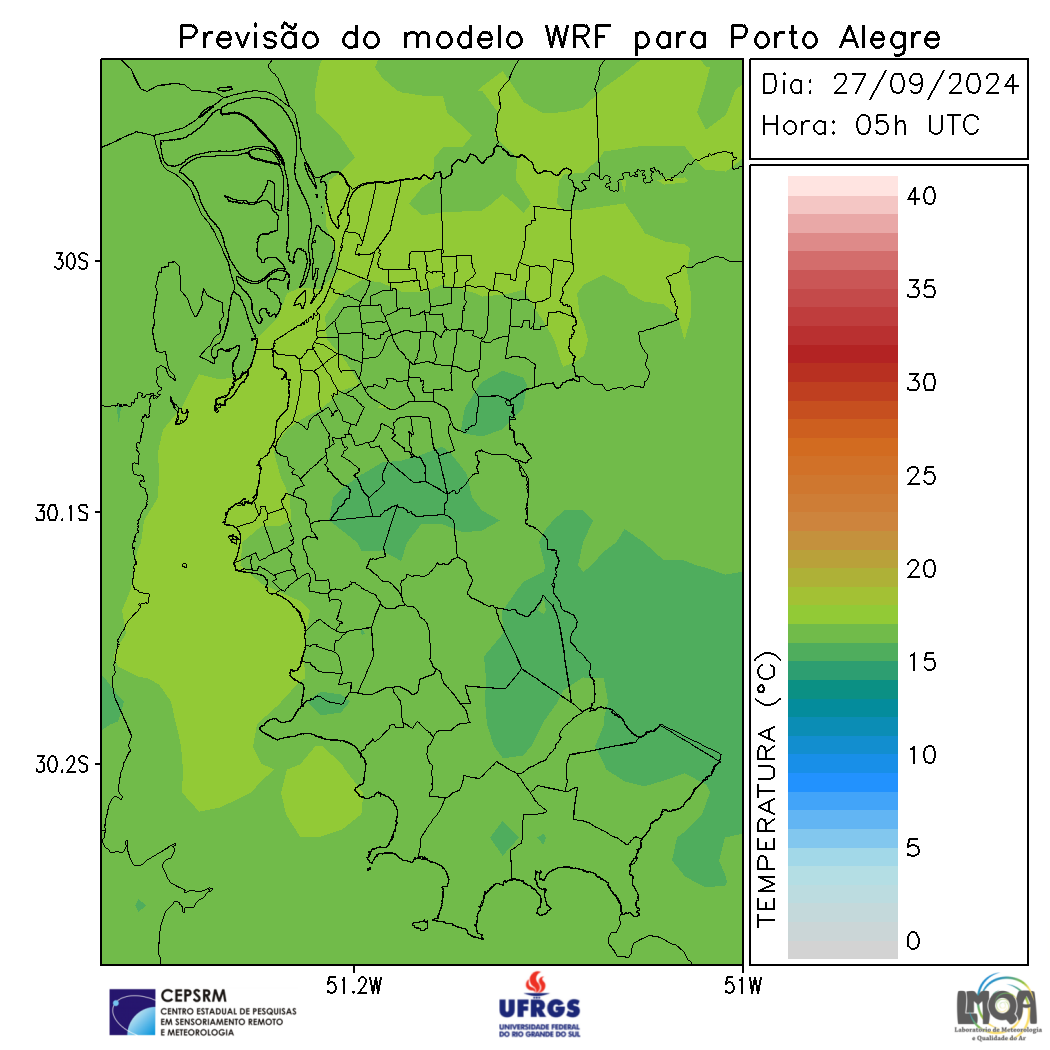 Previsão do modelo WRF para Porto Alegre
Dia: 27/09/2024
Hora: 05h UTC
40
35
30
25
20
15
10
5
0
TEMPERATURA (°C)
30S
30.1S
30.2S
51.2W
51W
CEPSRM
CENTRO ESTADUAL DE PESQUISAS
EM SENSORIAMENTO REMOTO
E METEOROLOGIA
UFRGS
UNIVERSIDADE FEDERAL
DO RIO GRANDE DO SUL
LMQA
Laboratório de Meteorologia
e Qualidade do Ar